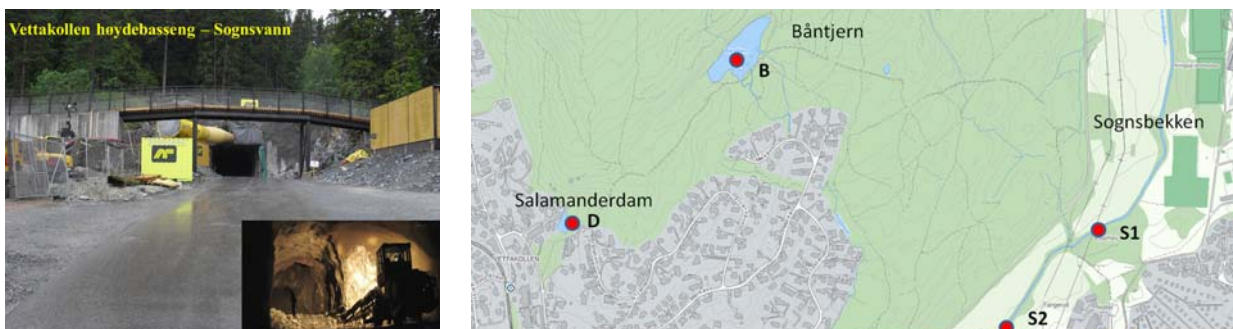 Vettakollen høydebasseng – Sognsvann
Båntjern
B
Sognsbekken
Salamanderdam
D
S1
S2